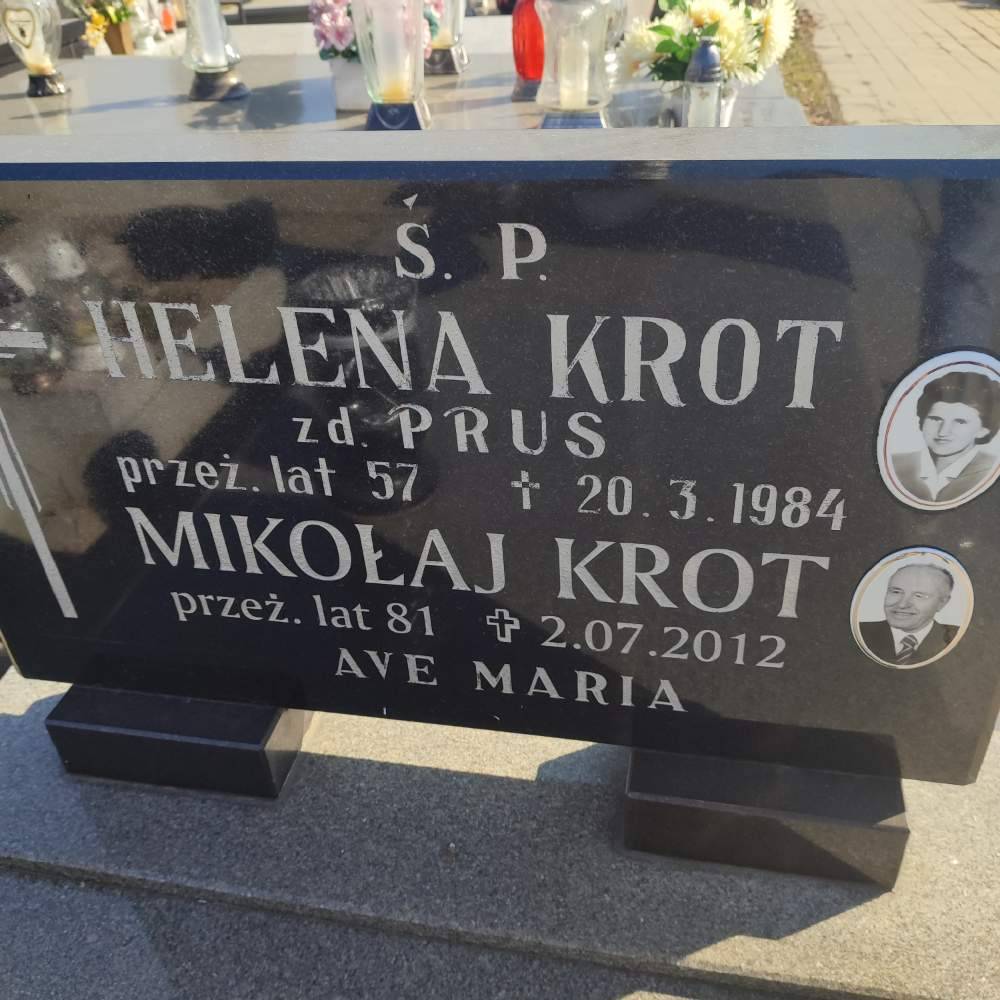 Ś. P.
HELENA KROT
zd. PRUS
przeż. lat 57 † 20.3.1984
MIKOŁAJ KROT
przeż. lat 81 ✝ 2.07.2012
AVE MARIA